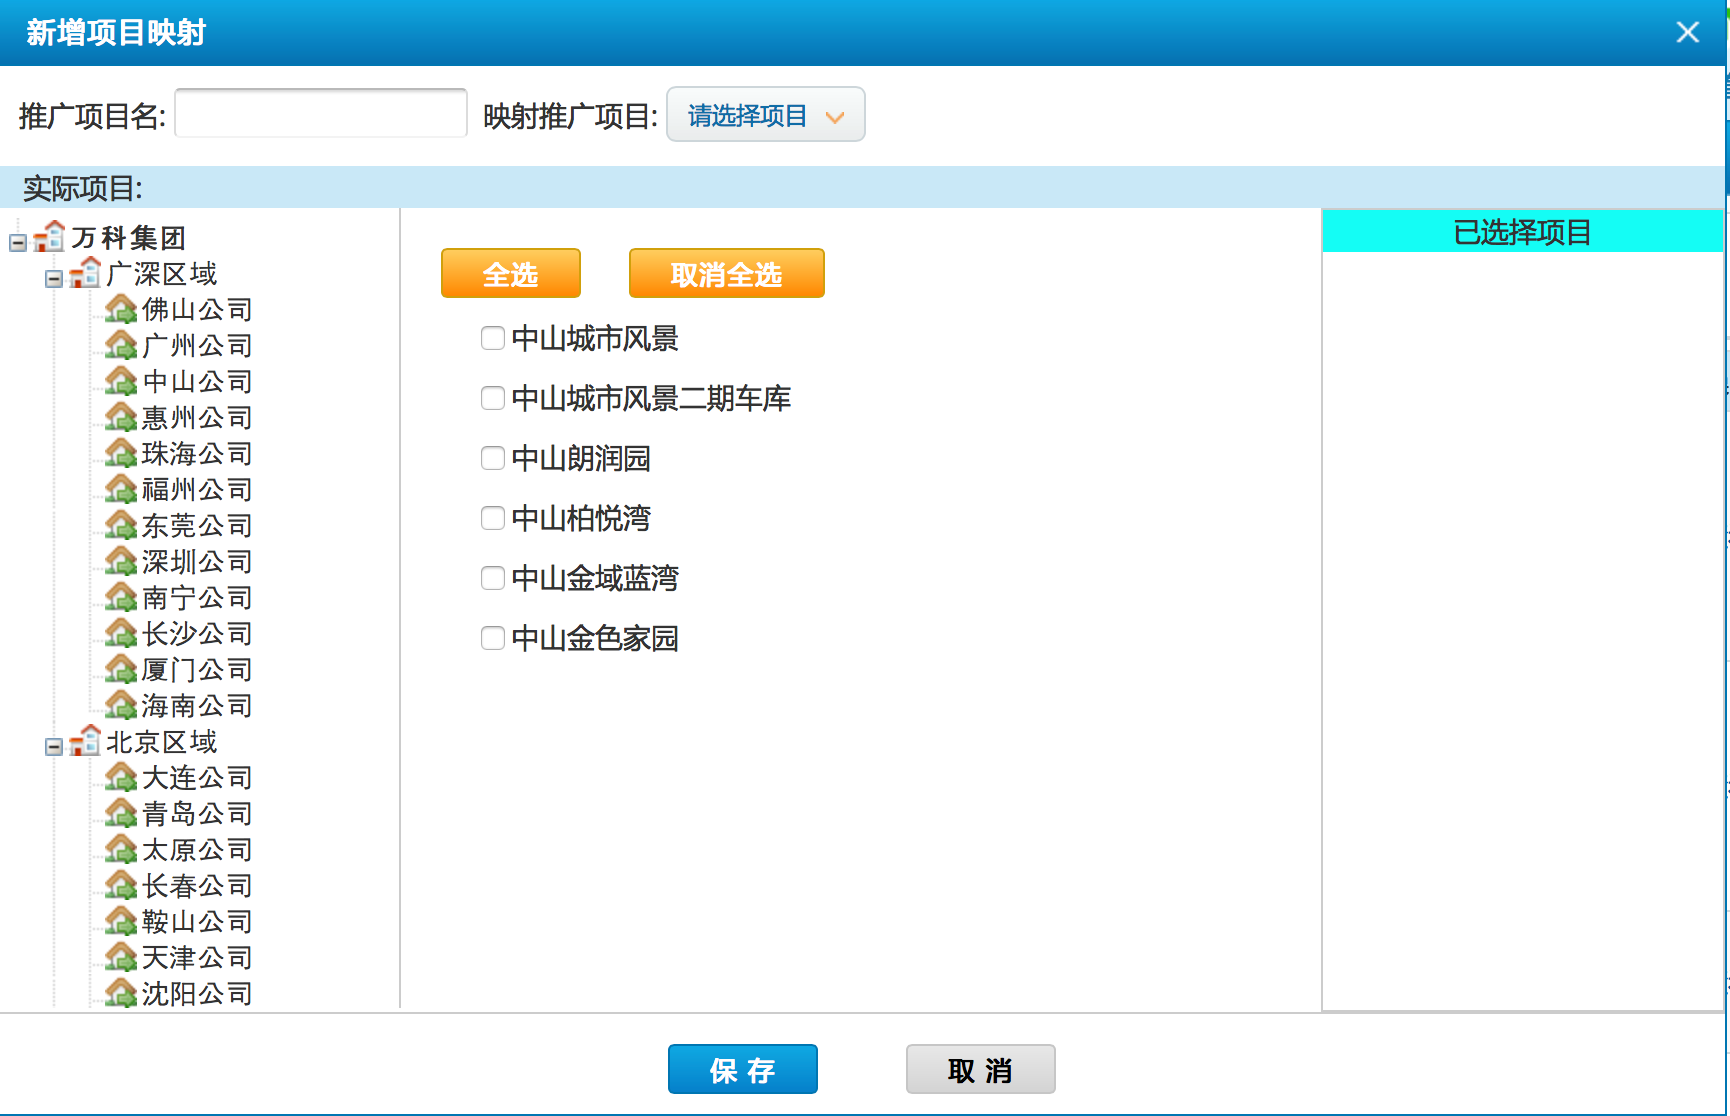 新增项目映射
推广项目名: 映射推广项目: 请选择项目
实际项目:
万科集团
广深区域
佛山公司
广州公司
中山公司
惠州公司
珠海公司
福州公司
东莞公司
深圳公司
南宁公司
长沙公司
厦门公司
海南公司
北京区域
大连公司
青岛公司
太原公司
长春公司
鞍山公司
天津公司
沈阳公司
全选 取消全选
中山城市风景
中山城市风景二期车库
中山朗润园
中山柏悦湾
中山金域蓝湾
中山金色家园
已选择项目
保 存 取 消